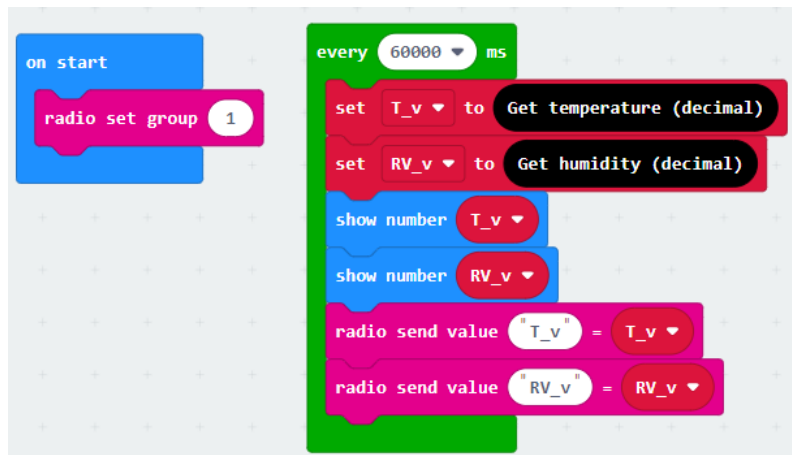 on start
radio set group 1
every 60000 ms
set T_v to Get temperature (decimal)
set RV_v to Get humidity (decimal)
show number T_v
show number RV_v
radio send value "T_v" = T_v
radio send value "RV_v" = RV_v